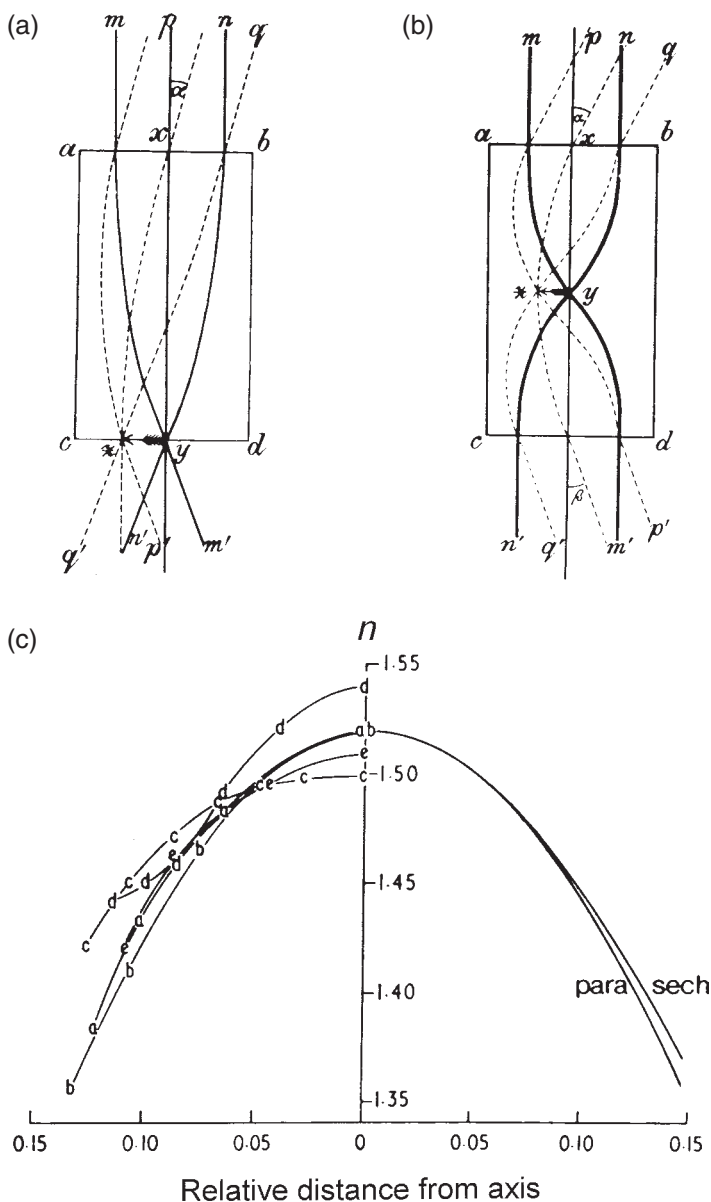 (a)
m β n q
α
x
a b
c d
y
q' n' p' m'
(b)
m p n q
α
a x b
y
c d
β
n' q' m' p'
(c)
n
1.55
d
d
a b
e
1.50
c e c c
d
c a
c e b
d
c d d
1.45
d
a
c e
b
1.40
para sech
a
b
1.35
0.15 0.10 0.05 0 0.05 0.10 0.15
Relative distance from axis